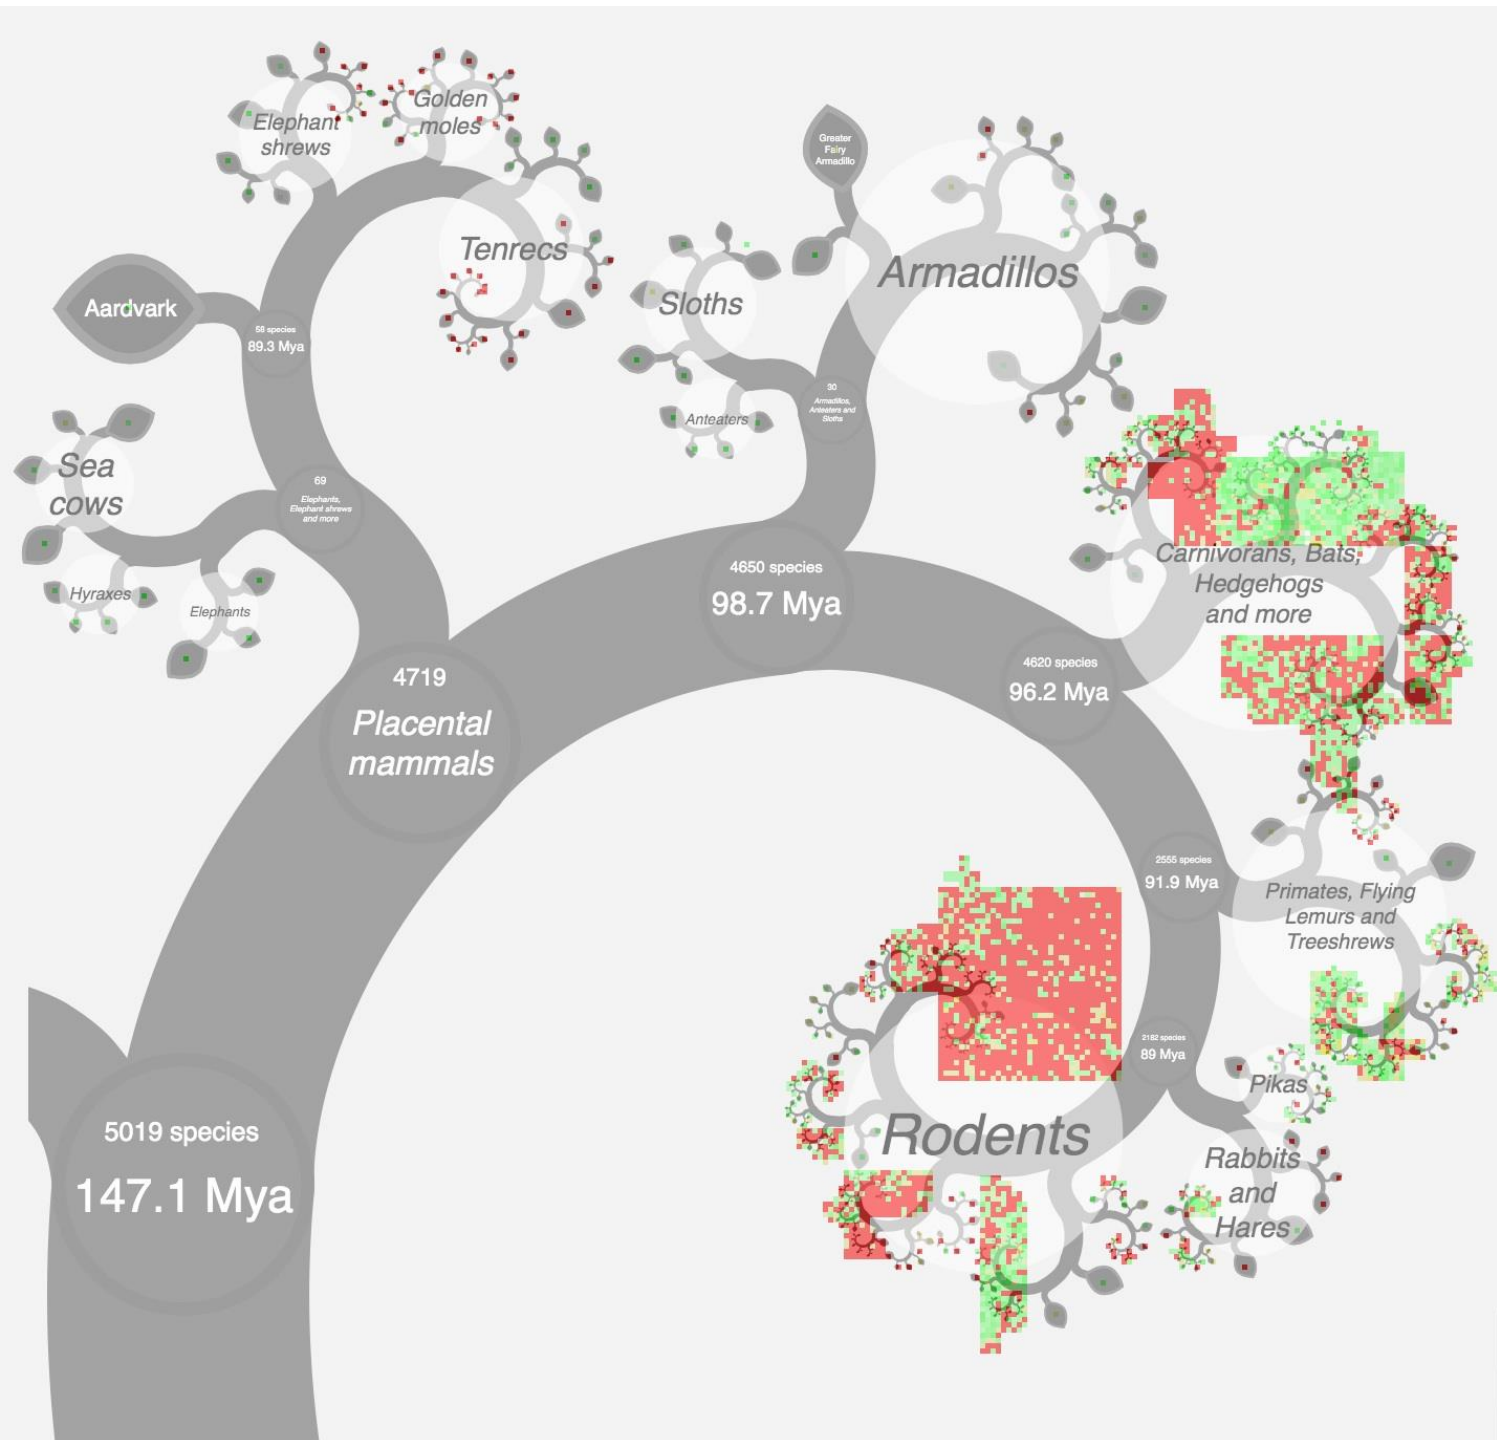 Elephant
shrews
Golden
moles
Tenrecs
Aardvark
58 species
89.3 Mya
Sea
cows
Hyraxes
Elephants
69
Elephants,
Elephant shrews
and more
Sloths
Anteaters
Greater
Fairy
Armadillo
Armadillos
30
Armadillos,
Anteaters and
Sloths
4650 species
98.7 Mya
4719
Placental
mammals
4620 species
96.2 Mya
Carnivorans, Bats,
Hedgehogs
and more
2555 species
91.9 Mya
Primates, Flying
Lemurs and
Treeshrews
2182 species
89 Mya
Pikas
Rabbits
and
Hares
Rodents
5019 species
147.1 Mya